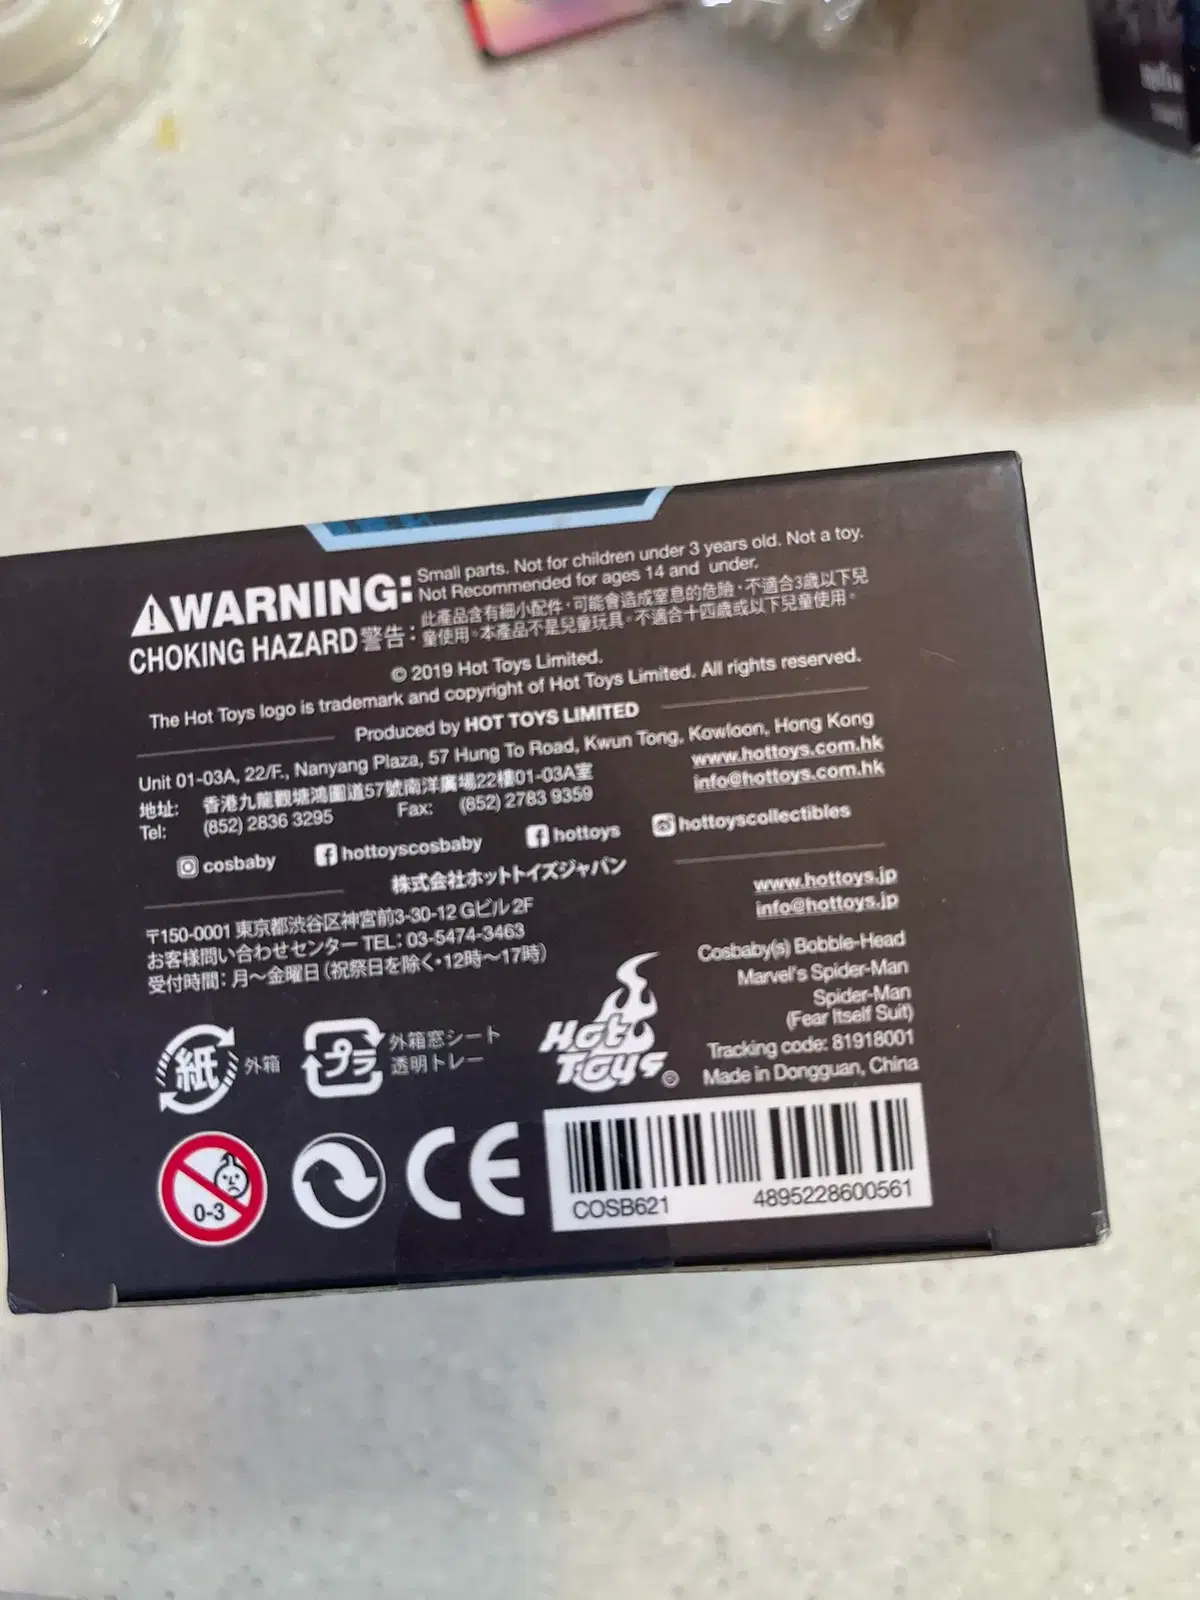 WARNING:
CHOKING HAZARD 警告：
Small parts. Not for children under 3 years old. Not a toy.
Not Recommended for ages 14 and under.
此產品含有細小配件，可能會造成窒息的危險，不適合3歲以下兒
童使用。本產品不是兒童玩具。不適合十四歲或以下兒童使用。
© 2019 Hot Toys Limited.
The Hot Toys logo is trademark and copyright of Hot Toys Limited. All rights reserved.
Produced by HOT TOYS LIMITED
Unit 01-03A, 22/F., Nanyang Plaza, 57 Hung To Road, Kwun Tong, Kowloon, Hong Kong
地址: 香港九龍觀塘鴻圖道57號南洋廣場22樓01-03A室
www.hottoys.com.hk
Tel: (852) 2836 3295 Fax: (852) 2783 9359
info@hottoys.com.hk
cosbaby hottoyscosbaby hottoys hottoyscollectibles
株式会社ホットトイズジャパン
〒150-0001 東京都渋谷区神宮前3-30-12 Gビル 2F
お客様問い合わせセンター TEL: 03-5474-3463
受付時間：月～金曜日（祝祭日を除く・12時～17時）
www.hottoys.jp
info@hottoys.jp
Cosbaby(s) Bobble-Head
Marvel's Spider-Man
Spider-Man
(Fear Itself Suit)
Tracking code: 81918001
Made in Dongguan, China
紙 外箱
プラ 外箱窓シート
透明トレー
Hot
Toys ©
0-3
CE
COSB621 4895228600561